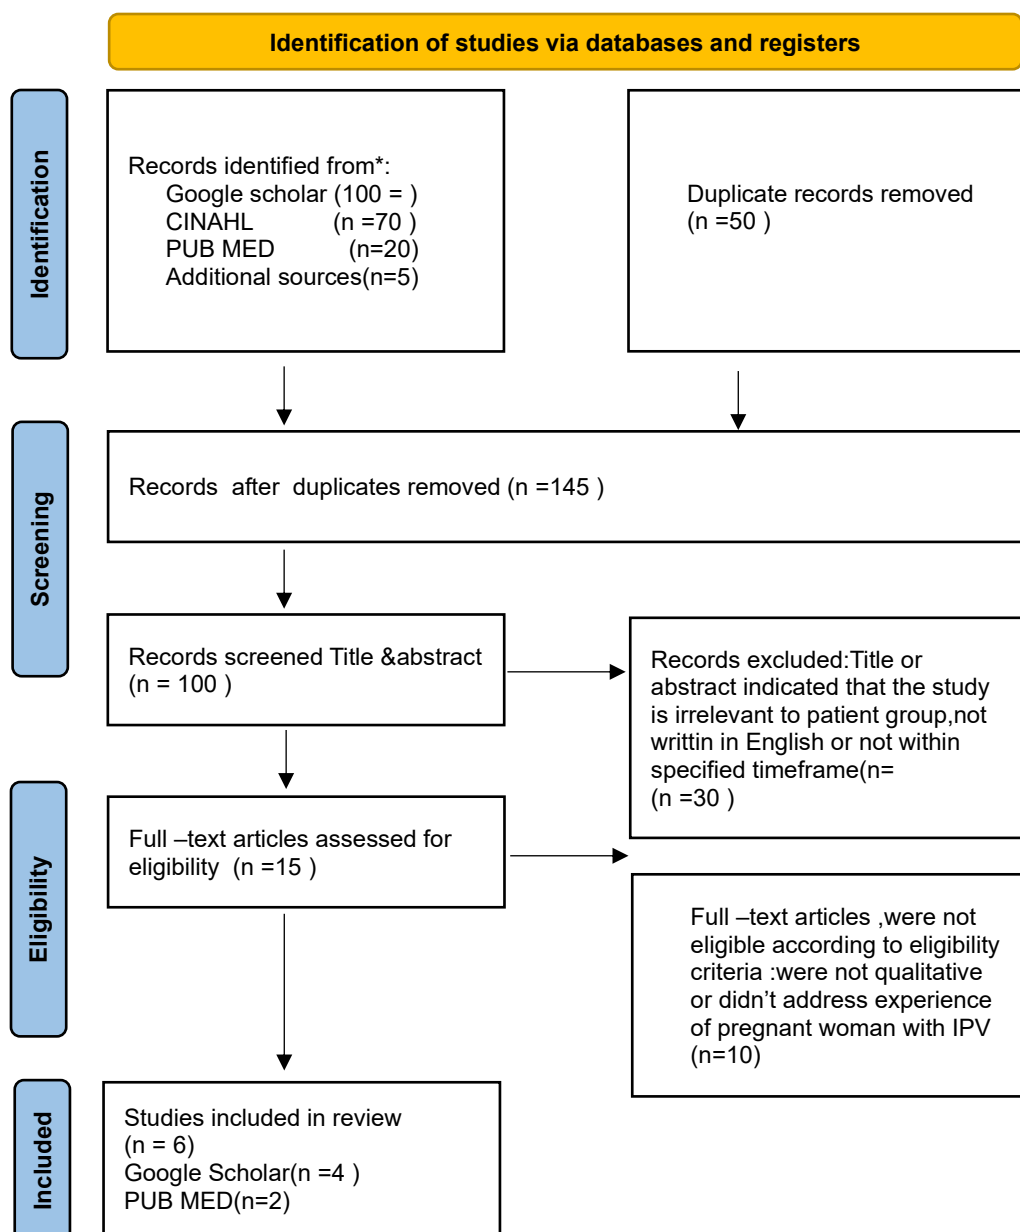 Identification of studies via databases and registers
Identification
Records identified from*:
Google scholar (100 = )
CINAHL (n =70 )
PUB MED (n=20)
Additional sources(n=5)
Duplicate records removed
(n =50 )
Screening
Records after duplicates removed (n =145 )
Records screened Title &abstract
(n = 100 )
Records excluded:Title or
abstract indicated that the study
is irrelevant to patient group,not
writtin in English or not within
specified timeframe(n=
(n =30 )
Eligibility
Full –text articles assessed for
eligibility (n =15 )
Full –text articles ,were not
eligible according to eligibility
criteria :were not qualitative
or didn’t address experience
of pregnant woman with IPV
(n=10)
Included
Studies included in review
(n = 6)
Google Scholar(n =4 )
PUB MED(n=2)